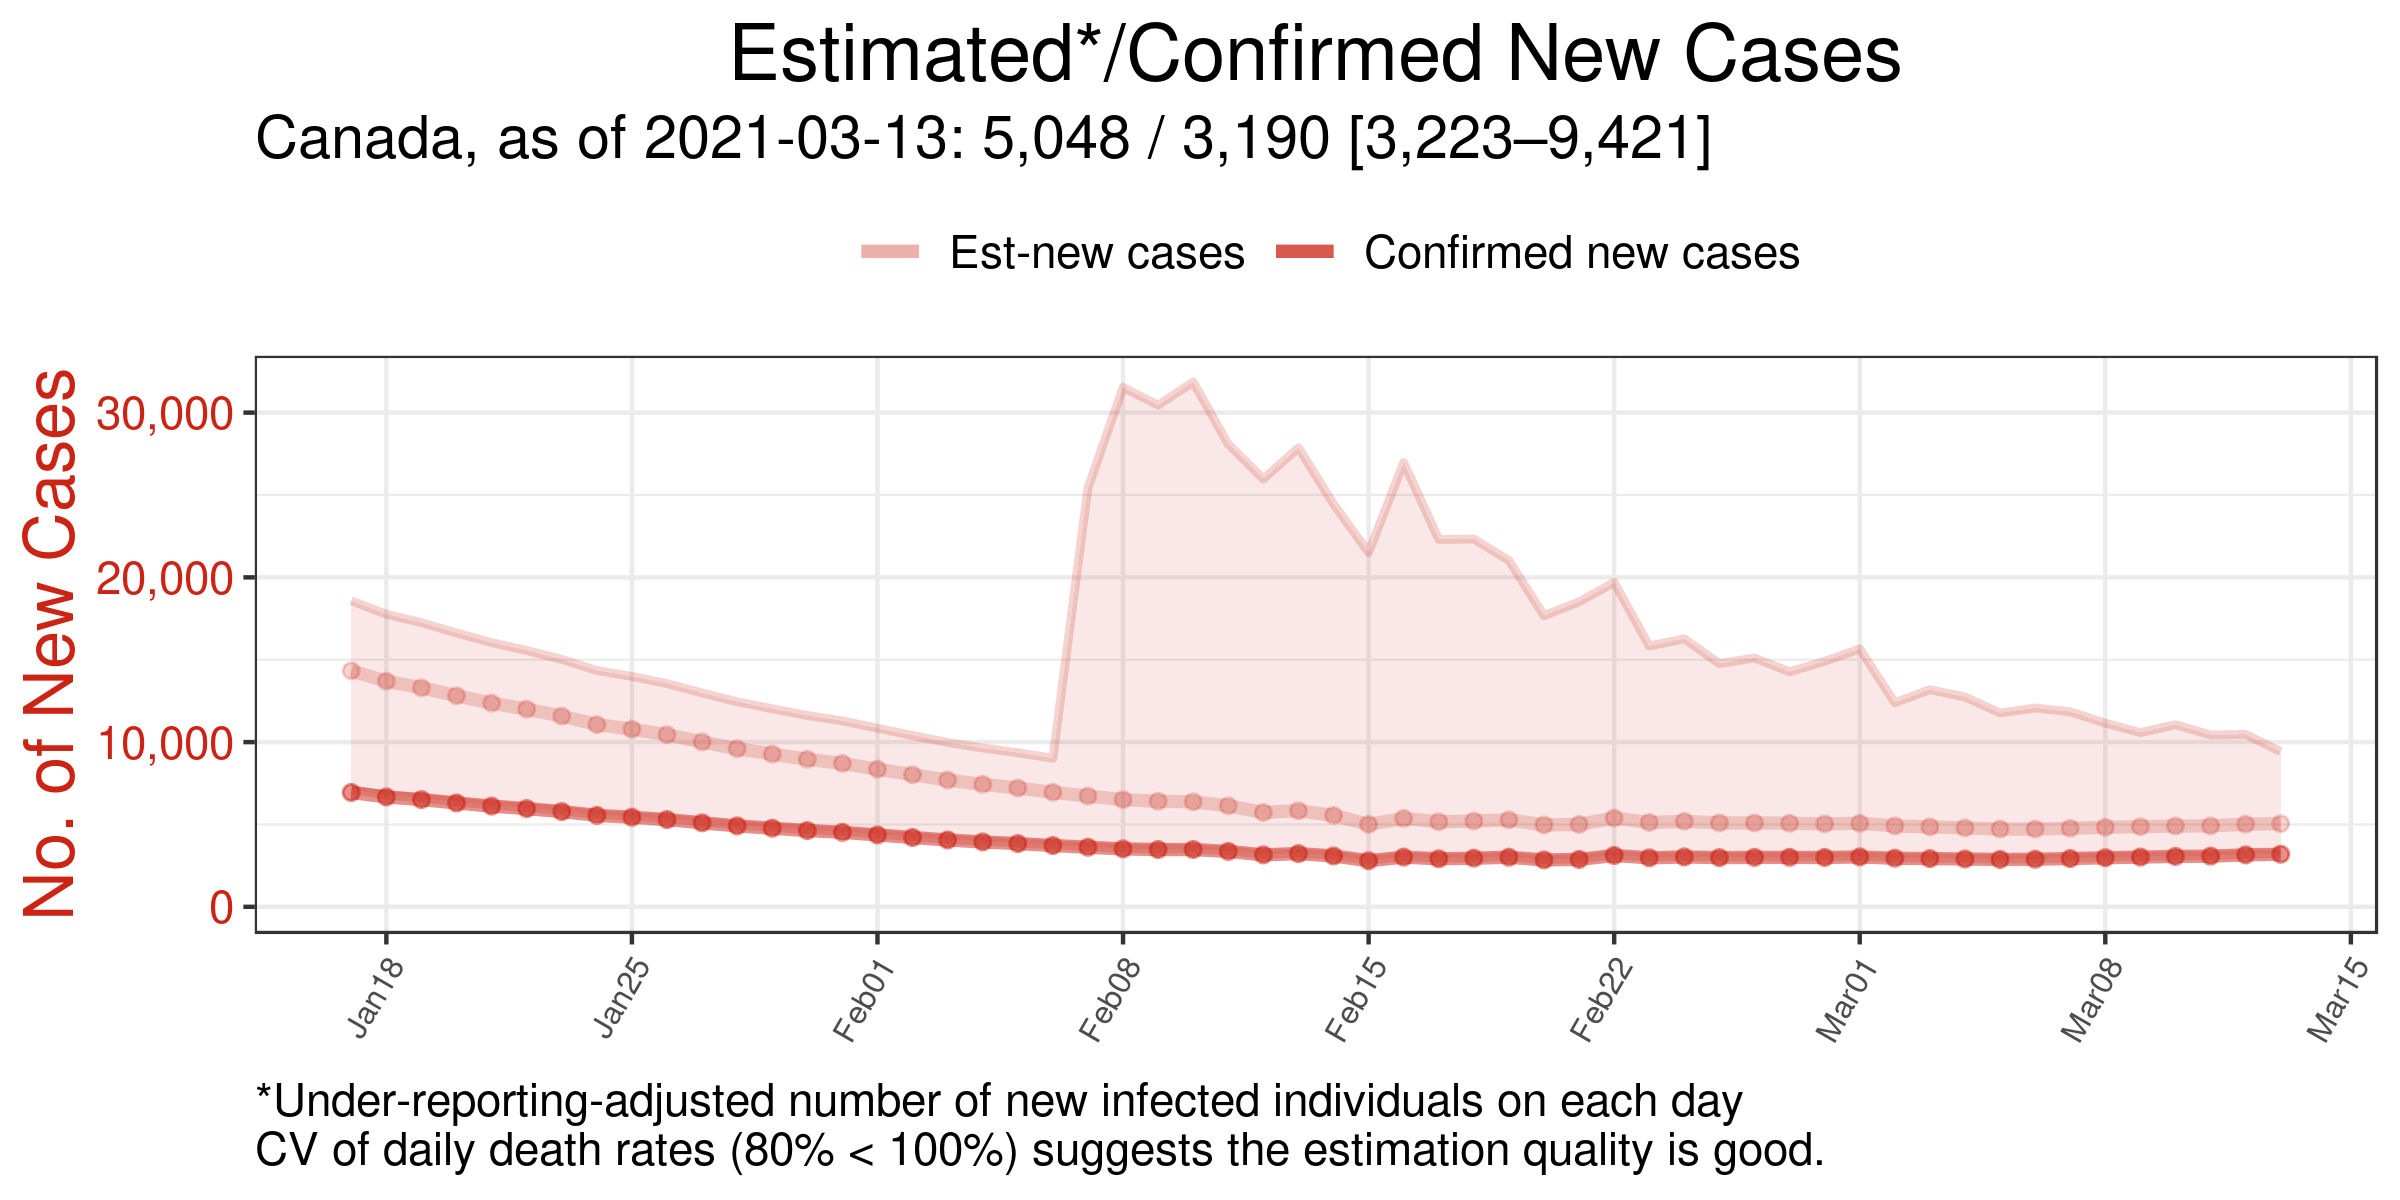 Estimated*/Confirmed New Cases
Canada, as of 2021-03-13: 5,048 / 3,190 [3,223–9,421]
Est-new cases Confirmed new cases
No. of New Cases
30,000
20,000
10,000
0
Jan18 Jan25 Feb01 Feb08 Feb15 Feb22 Mar01 Mar08 Mar15
*Under-reporting-adjusted number of new infected individuals on each day
CV of daily death rates (80% < 100%) suggests the estimation quality is good.